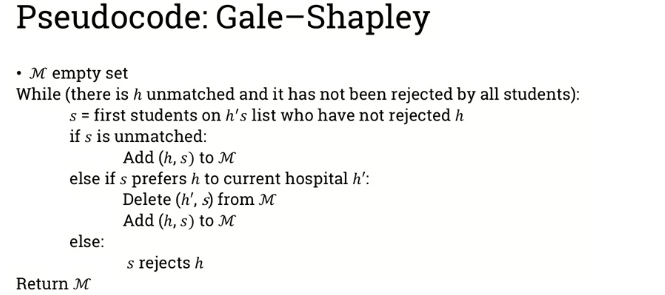 Pseudocode: Gale–Shapley
• ℳ empty set
While (there is h unmatched and it has not been rejected by all students):
s = first students on h's list who have not rejected h
if s is unmatched:
Add (h, s) to ℳ
else if s prefers h to current hospital h′:
Delete (h′, s) from ℳ
Add (h, s) to ℳ
else:
s rejects h
Return ℳ